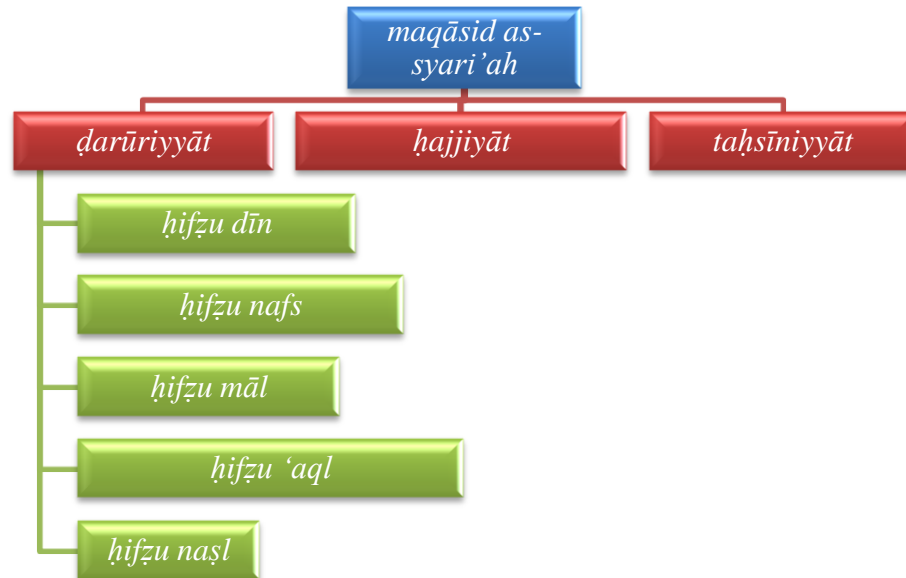 maqāsid as-
syari’ah
ḍarūriyyāt
ḥajjiyāt
taḥsīniyyāt
ḥifẓu dīn
ḥifẓu nafs
ḥifẓu māl
ḥifẓu ‘aql
ḥifẓu naṣl